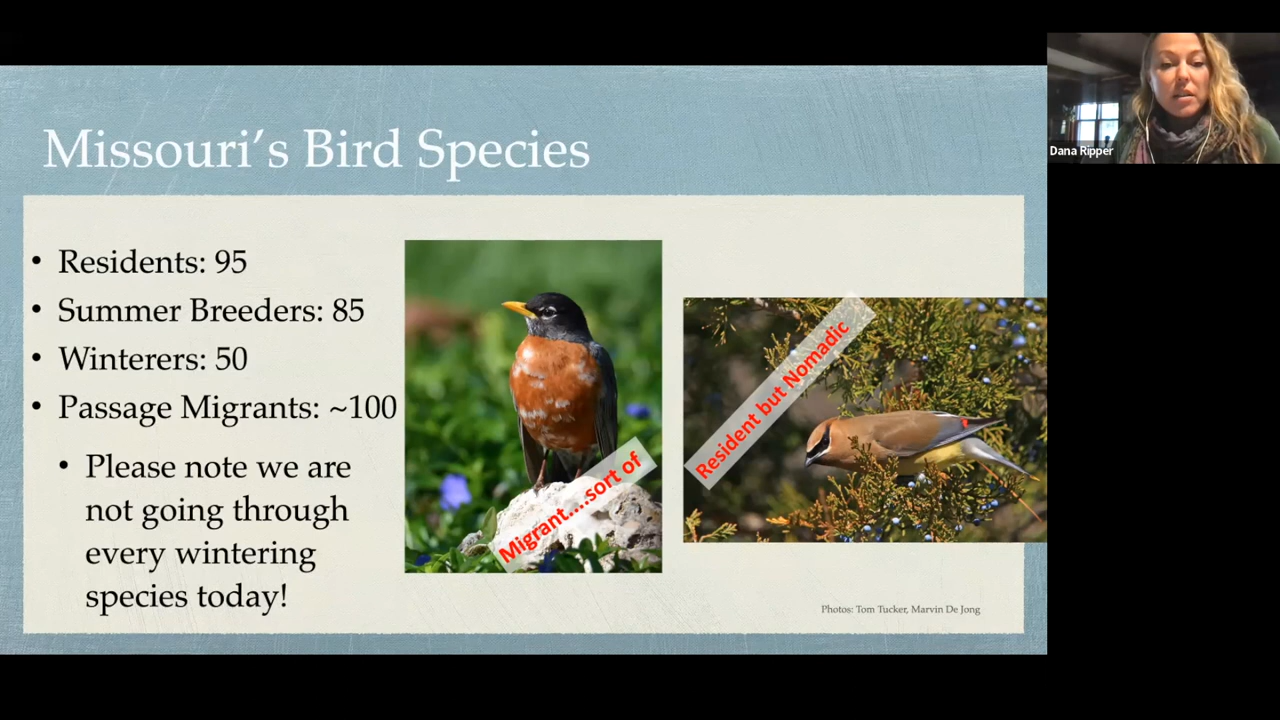 Missouri's Bird Species
• Residents: 95
• Summer Breeders: 85
• Winterers: 50
• Passage Migrants: ~100
• Please note we are
not going through
every wintering
species today!
Migrant....sort of
Resident but Nomadic
Photos: Tom Tucker, Marvin De Jong
Dana Ripper